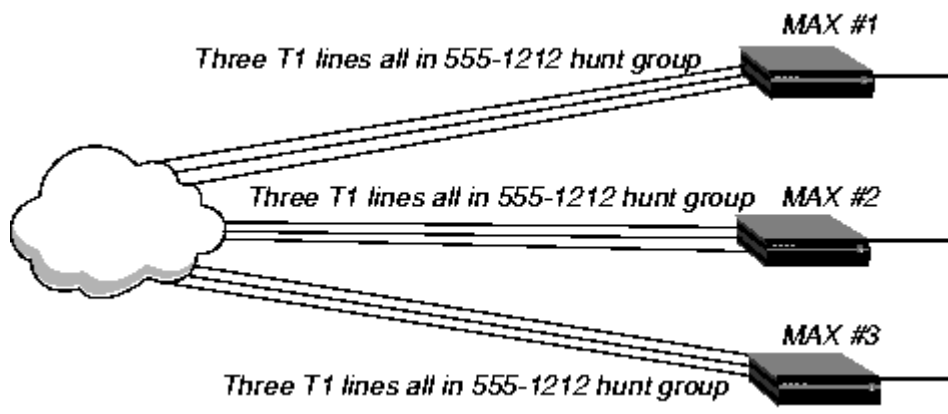 MAX #1
Three T1 lines all in 555-1212 hunt group
Three T1 lines all in 555-1212 hunt group
MAX #2
MAX #3
Three T1 lines all in 555-1212 hunt group